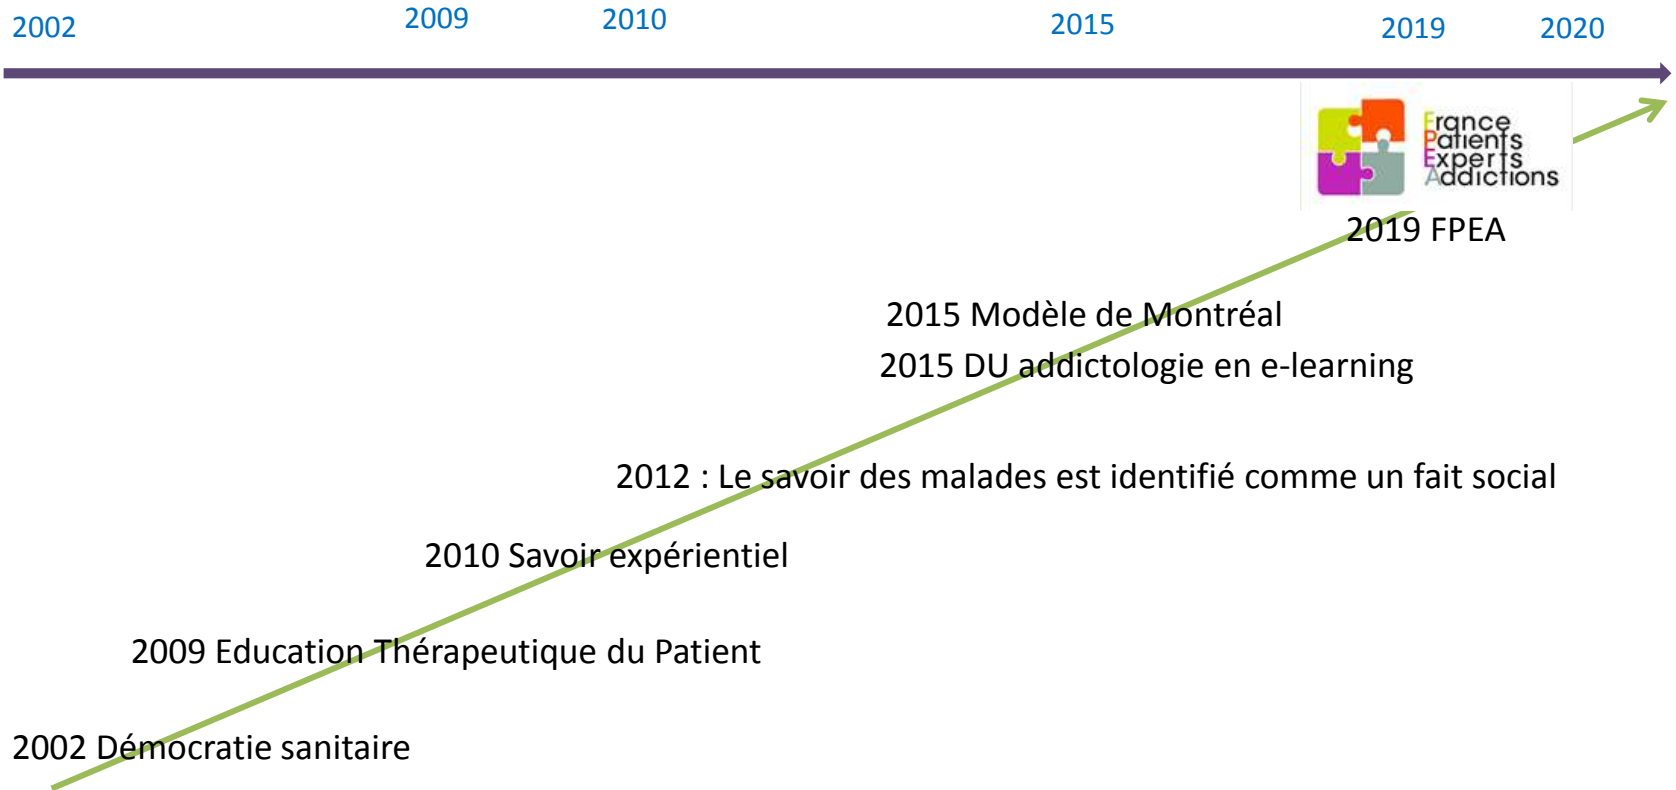 2002
2009
2010
2015
2019
2020
France
Patients
Experts
Addictions
2019 FPEA
2015 Modèle de Montréal
2015 DU addictologie en e-learning
2012 : Le savoir des malades est identifié comme un fait social
2010 Savoir expérientiel
2009 Education Thérapeutique du Patient
2002 Démocratie sanitaire